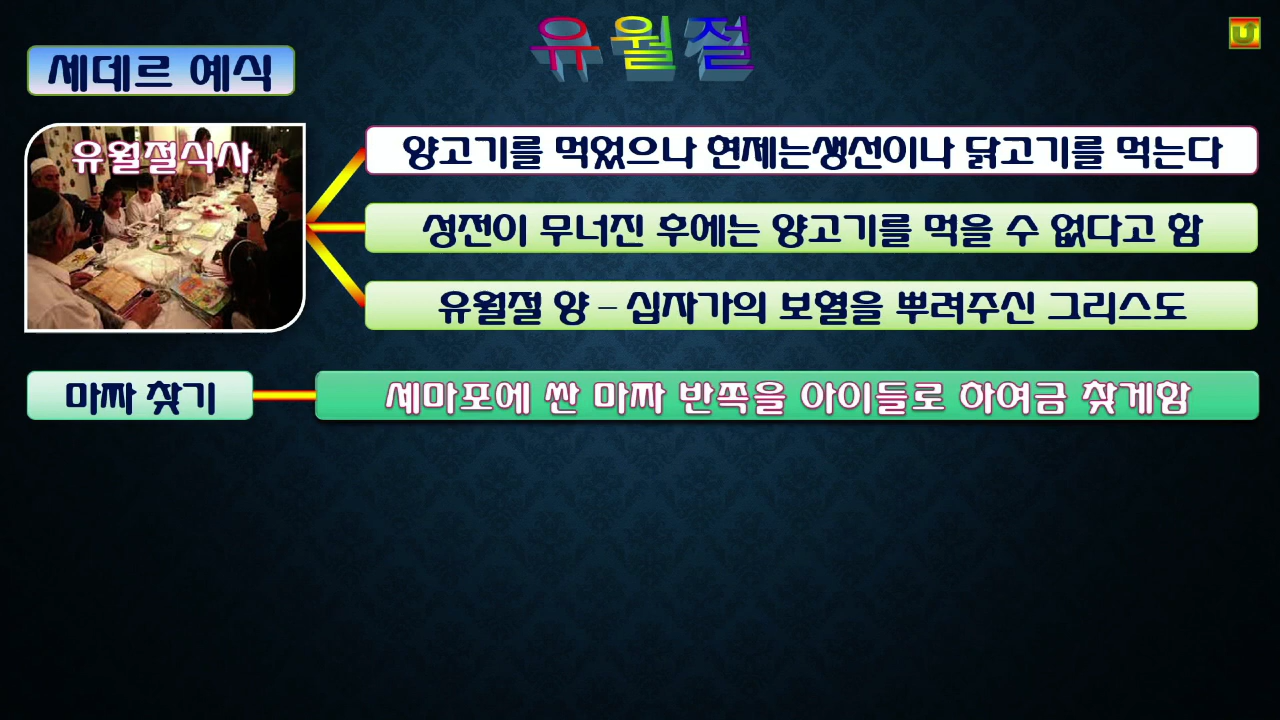 유월절
세데르 예식
유월절식사
양고기를 먹었으나 현제는생선이나 닭고기를 먹는다
성전이 무너진 후에는 양고기를 먹을 수 없다고 함
유월절 양 – 십자가의 보혈을 뿌려주신 그리스도
마짜 찾기
세마포에 싼 마짜 반쪽을 아이들로 하여금 찾게함